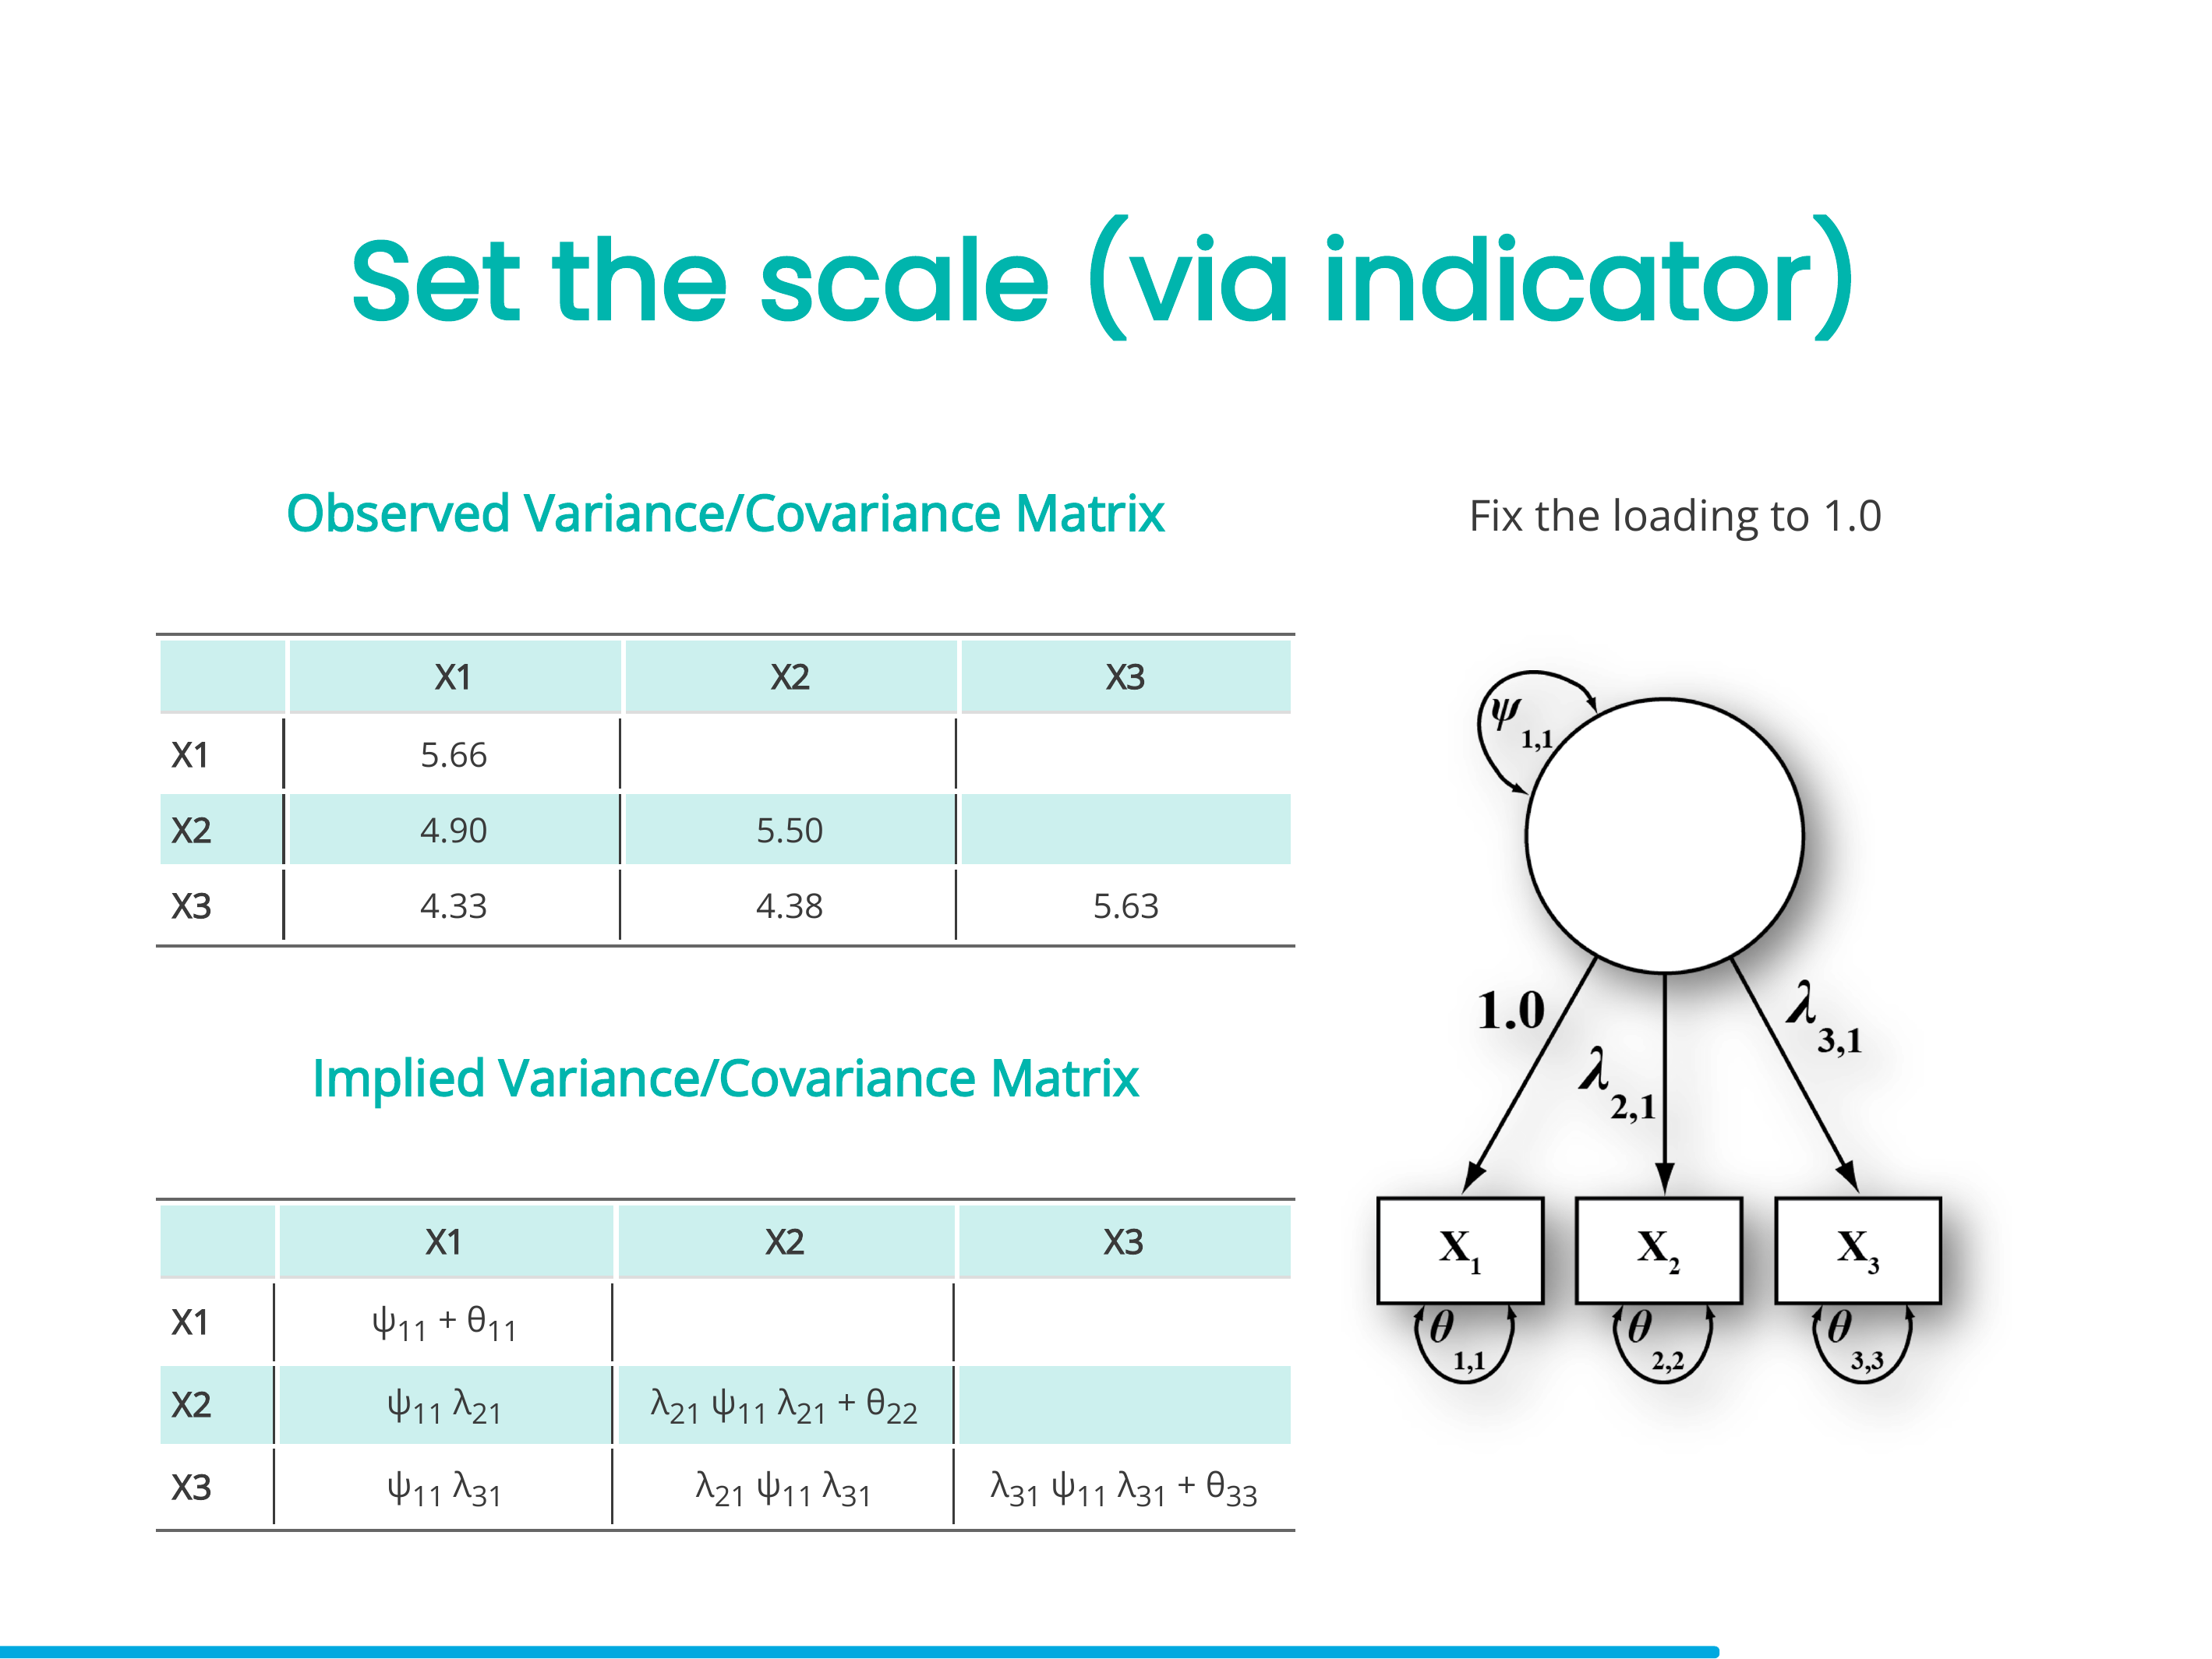 Set the scale (via indicator)
Observed Variance/Covariance Matrix
X1 X2 X3
X1 5.66
X2 4.90 5.50
X3 4.33 4.38 5.63
Implied Variance/Covariance Matrix
X1 X2 X3
X1 ψ11 + θ11
X2 ψ11 λ21 λ21 ψ11 λ21 + θ22
X3 ψ11 λ31 λ21 ψ11 λ31 λ31 ψ11 λ31 + θ33
Fix the loading to 1.0
ψ1,1
1.0 λ2,1 λ3,1
X1 X2 X3
θ1,1 θ2,2 θ3,3